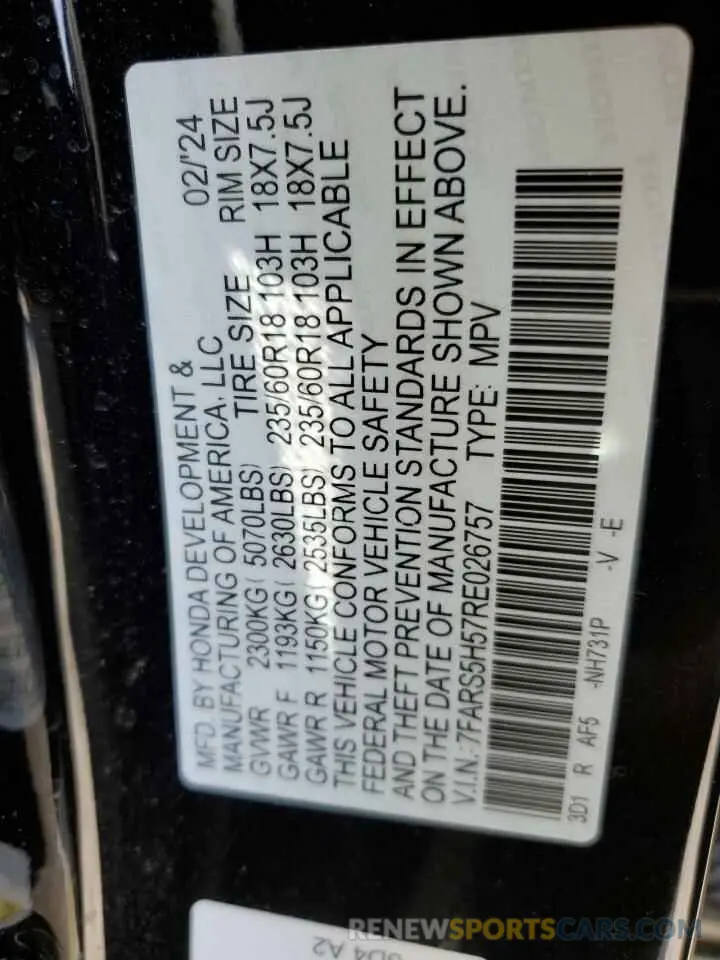 MFD. BY HONDA DEVELOPMENT & 02/'24
MANUFACTURING OF AMERICA, LLC
GVWR 2300KG( 5070LBS) TIRE SIZE RIM SIZE
GAWR F 1193KG( 2630LBS) 235/60R18 103H 18X7.5J
GAWR R 1150KG( 2535LBS) 235/60R18 103H 18X7.5J
THIS VEHICLE CONFORMS TO ALL APPLICABLE
FEDERAL MOTOR VEHICLE SAFETY
AND THEFT PREVENTION STANDARDS IN EFFECT
ON THE DATE OF MANUFACTURE SHOWN ABOVE.
V.I.N.: 7FARS5H57RE026757 TYPE: MPV
3D1 R AF5 -NH731P -V -E
A2
RENEWSPORTSCARS.COM